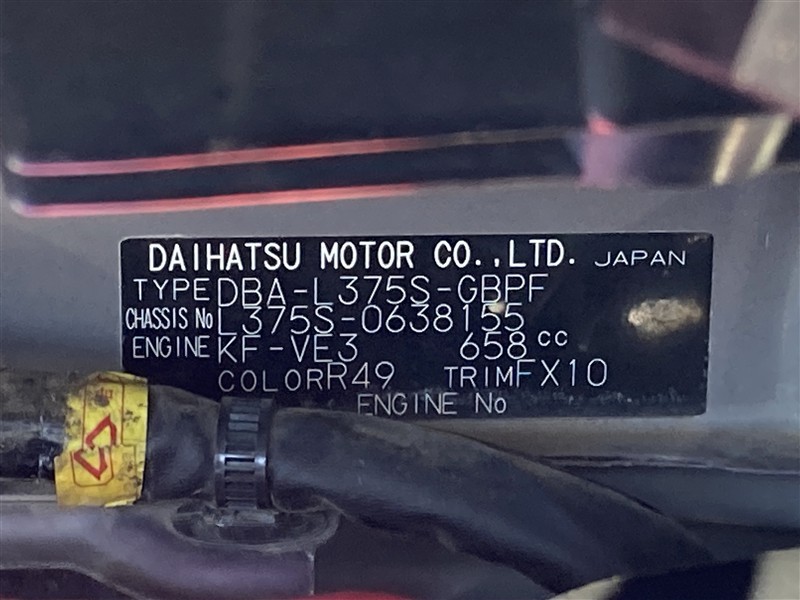 DAIHATSU MOTOR CO.,LTD. JAPAN
TYPE DBA-L375S-GBPF
CHASSIS No L375S-0638155
ENGINE KF-VE3 658 cc
COLOR R49 TRIM FX10
ENGINE No